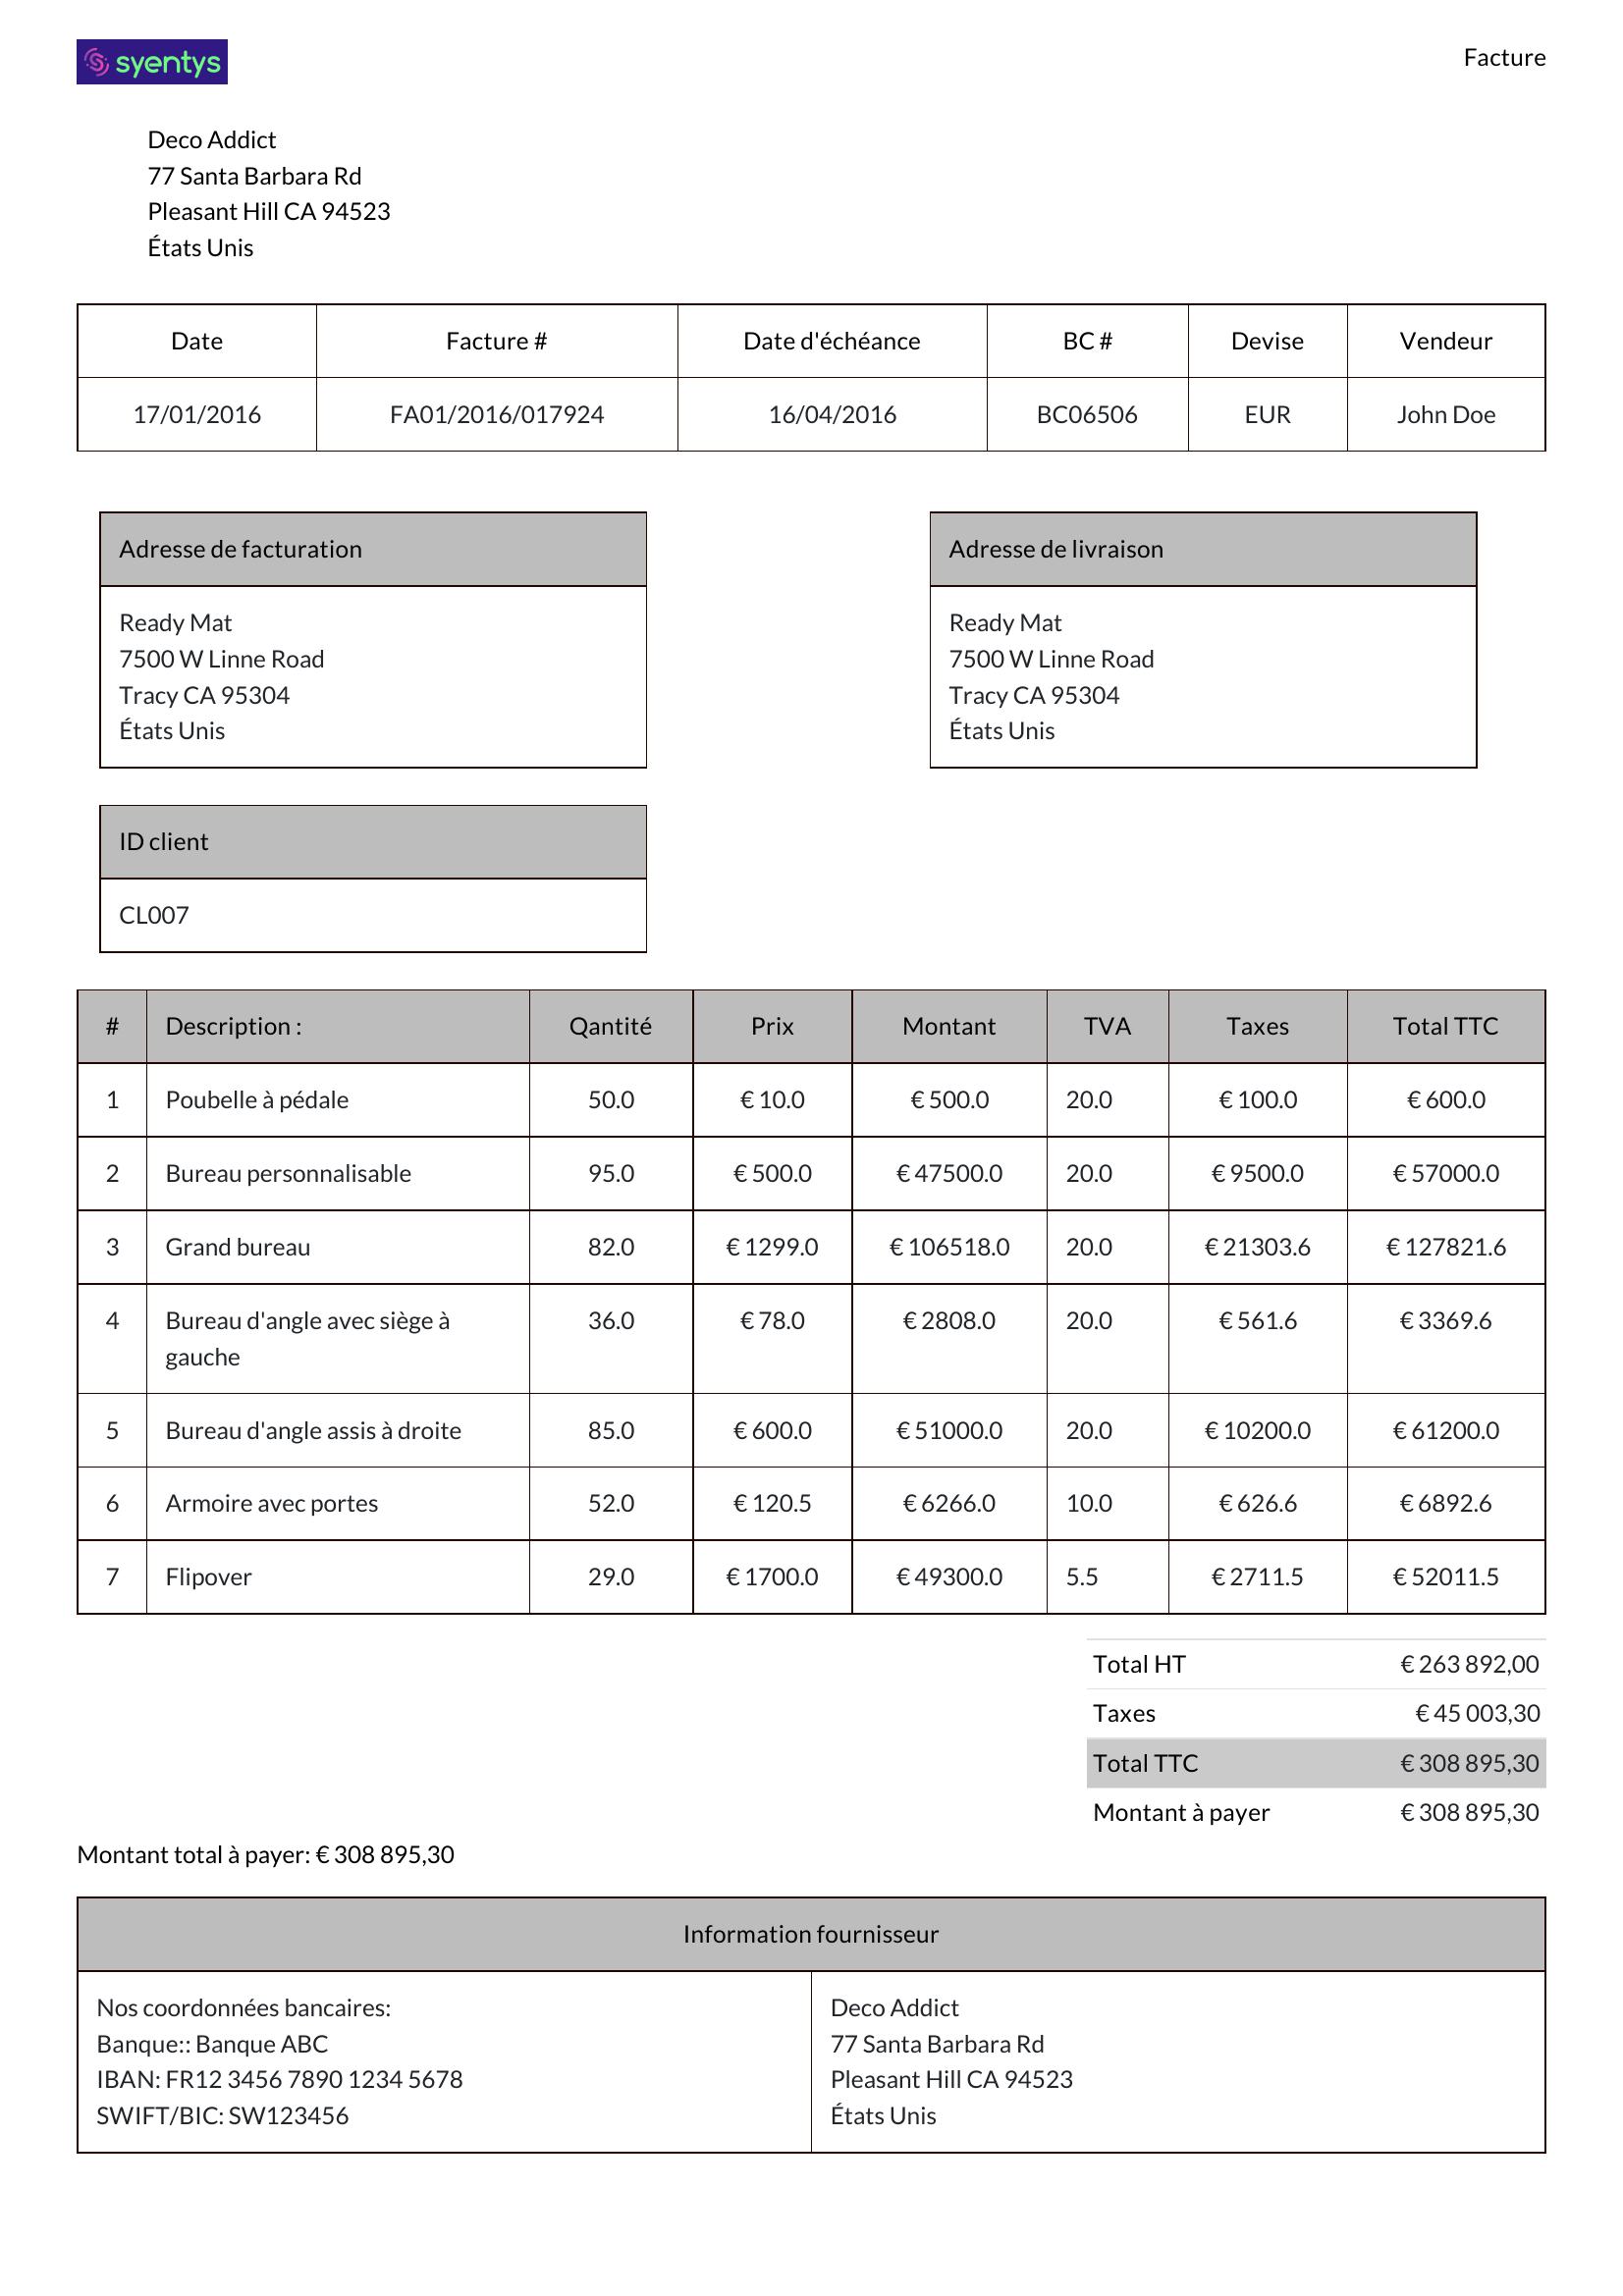 syentys
Facture
Deco Addict
77 Santa Barbara Rd
Pleasant Hill CA 94523
États Unis
Date Facture # Date d'échéance BC # Devise Vendeur
17/01/2016 FA01/2016/017924 16/04/2016 BC06506 EUR John Doe
Adresse de facturation
Ready Mat
7500 W Linne Road
Tracy CA 95304
États Unis
Adresse de livraison
Ready Mat
7500 W Linne Road
Tracy CA 95304
États Unis
ID client
CL007
# Description : Qantité Prix Montant TVA Taxes Total TTC
1 Poubelle à pédale 50.0 € 10.0 € 500.0 20.0 € 100.0 € 600.0
2 Bureau personnalisable 95.0 € 500.0 € 47500.0 20.0 € 9500.0 € 57000.0
3 Grand bureau 82.0 € 1299.0 € 106518.0 20.0 € 21303.6 € 127821.6
4 Bureau d'angle avec siège à 36.0 € 78.0 € 2808.0 20.0 € 561.6 € 3369.6
gauche
5 Bureau d'angle assis à droite 85.0 € 600.0 € 51000.0 20.0 € 10200.0 € 61200.0
6 Armoire avec portes 52.0 € 120.5 € 6266.0 10.0 € 626.6 € 6892.6
7 Flipover 29.0 € 1700.0 € 49300.0 5.5 € 2711.5 € 52011.5
Total HT € 263 892,00
Taxes € 45 003,30
Total TTC € 308 895,30
Montant à payer € 308 895,30
Montant total à payer: € 308 895,30
Information fournisseur
Nos coordonnées bancaires:
Banque:: Banque ABC
IBAN: FR12 3456 7890 1234 5678
SWIFT/BIC: SW123456
Deco Addict
77 Santa Barbara Rd
Pleasant Hill CA 94523
États Unis